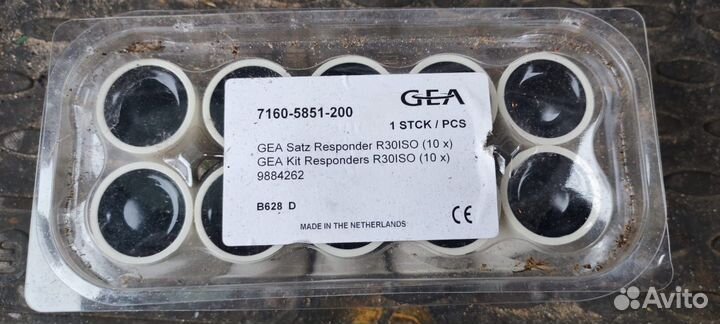 7160-5851-200
GEA
1 STCK / PCS
GEA Satz Responder R30ISO (10 x)
GEA Kit Responders R30ISO (10 x)
9884262
B628 D
CE
MADE IN THE NETHERLANDS
Avito